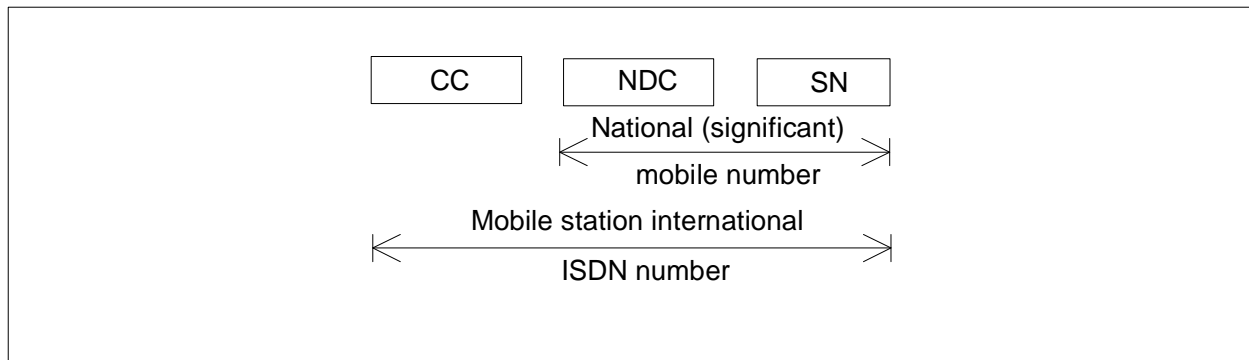 CC NDC SN
National (significant)
mobile number
Mobile station international
ISDN number